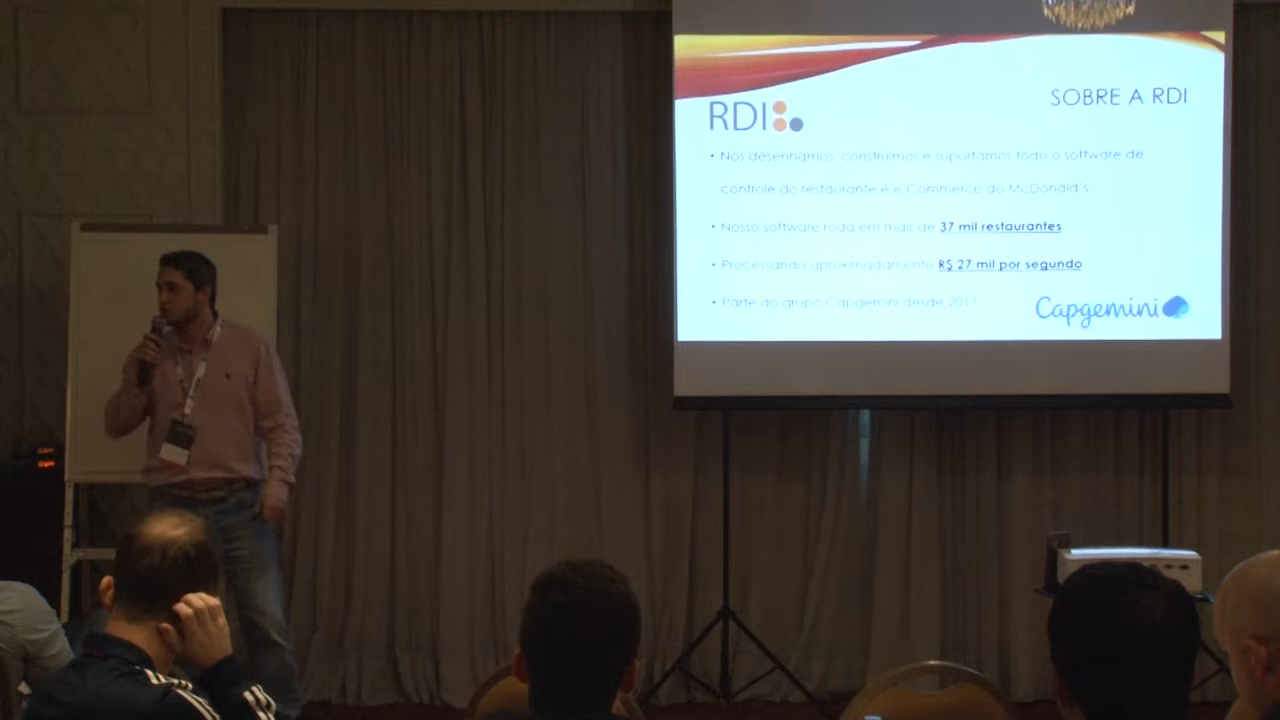 SOBRE A RDI
RDI
• Nós desenhamos, construímos e suportamos todo o software de
controle do restaurante e e-Commerce do McDonald's
• Nosso software roda em mais de 37 mil restaurantes
• Processando aproximadamente R$ 27 mil por segundo
• Parte do grupo Capgemini desde
Capgemini